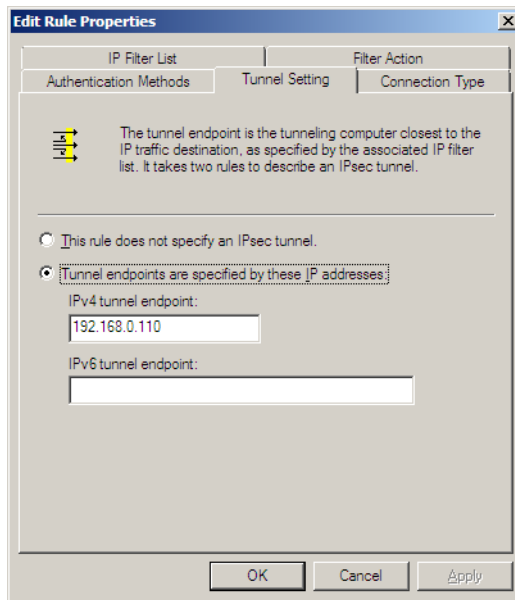 Edit Rule Properties
IP Filter List
Filter Action
Authentication Methods
Tunnel Setting
Connection Type
The tunnel endpoint is the tunneling computer closest to the
IP traffic destination, as specified by the associated IP filter
list. It takes two rules to describe an IPsec tunnel.
This rule does not specify an IPsec tunnel.
Tunnel endpoints are specified by these IP addresses:
IPv4 tunnel endpoint:
192.168.0.110
IPv6 tunnel endpoint:
OK
Cancel
Apply